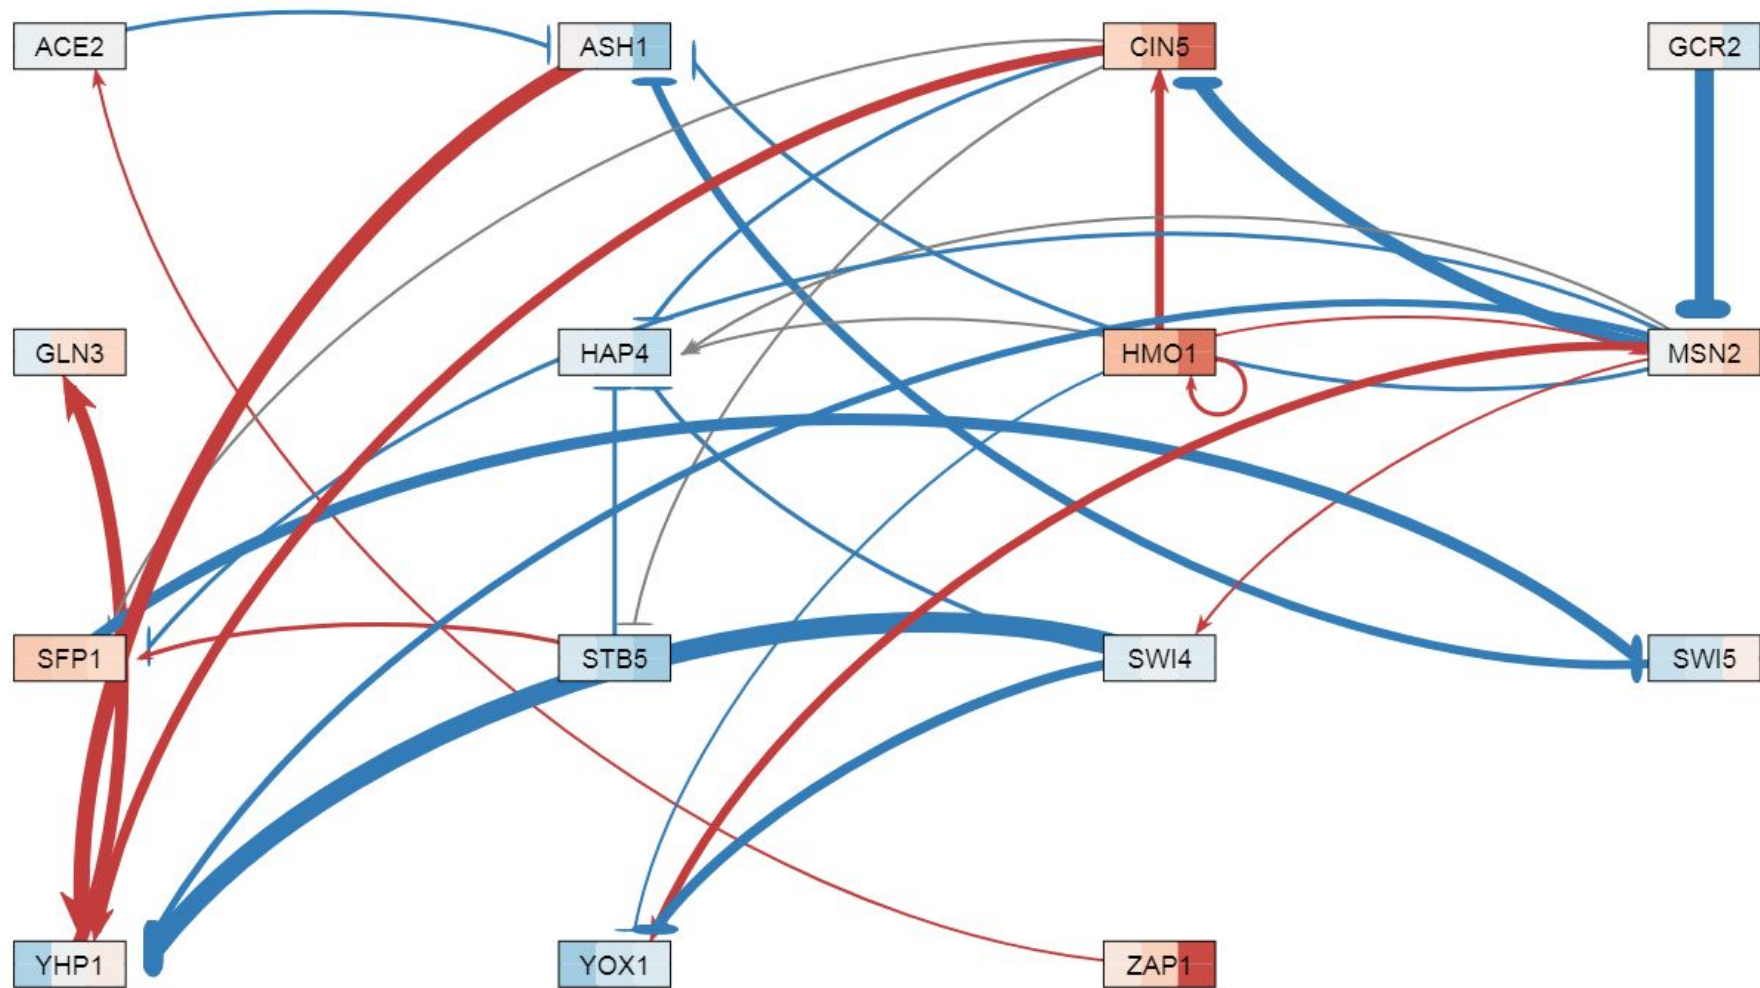 ACE2
ASH1
CIN5
GCR2
GLN3
HAP4
HMO1
MSN2
SFP1
STB5
SWI4
SWI5
YHP1
YOX1
ZAP1